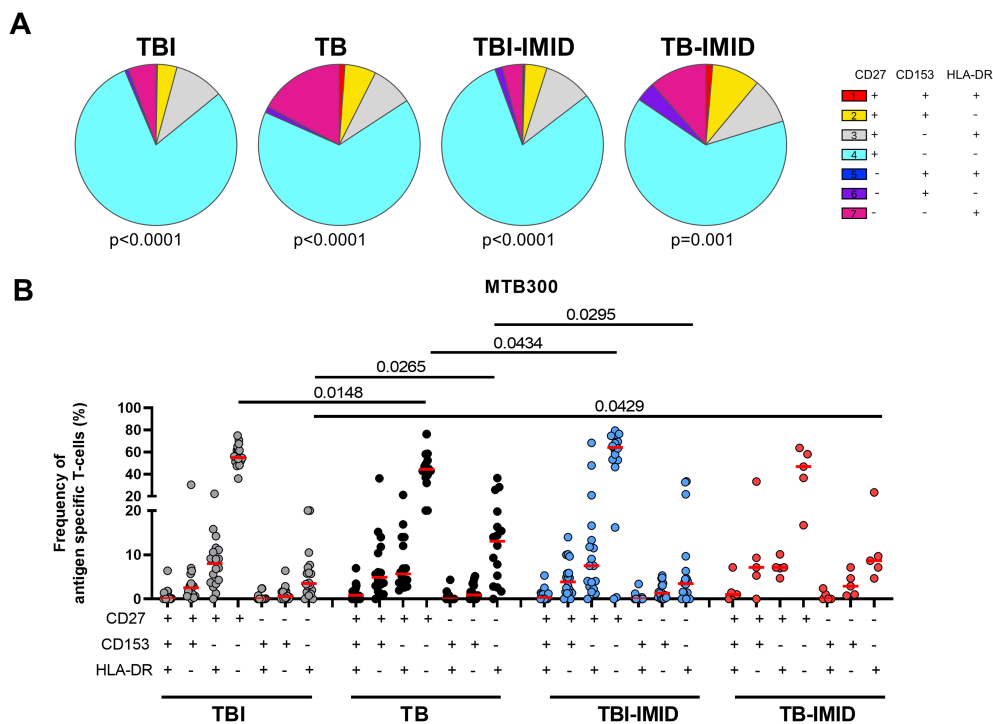 A
TBI TB TBI-IMID TB-IMID
p<0.0001 p<0.0001 p<0.0001 p=0.001
CD27 CD153 HLA-DR
1 + + +
2 + + -
3 + - +
4 + - -
5 - + +
6 - + -
7 - - +
B
MTB300
0.0295
0.0434
0.0265
0.0148
0.0429
Frequency of
antigen specific T-cells (%)
100
80
60
40
20
20
10
0
CD27 + + + + - - - + + + + - - - + + + + - - - + + + + - - -
CD153 + + - - + + - + + - - + + - + + - - + + - + + - - + + -
HLA-DR + - + - + - + + - + - + - + + - + - + - + + - + - + - +
TBI TB TBI-IMID TB-IMID